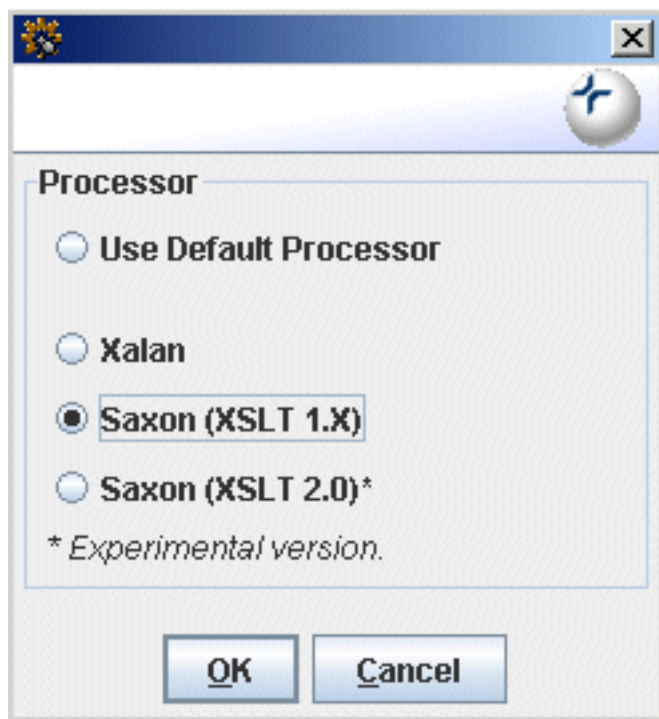 Processor
Use Default Processor
Xalan
Saxon (XSLT 1.X)
Saxon (XSLT 2.0)*
* Experimental version.
OK
Cancel